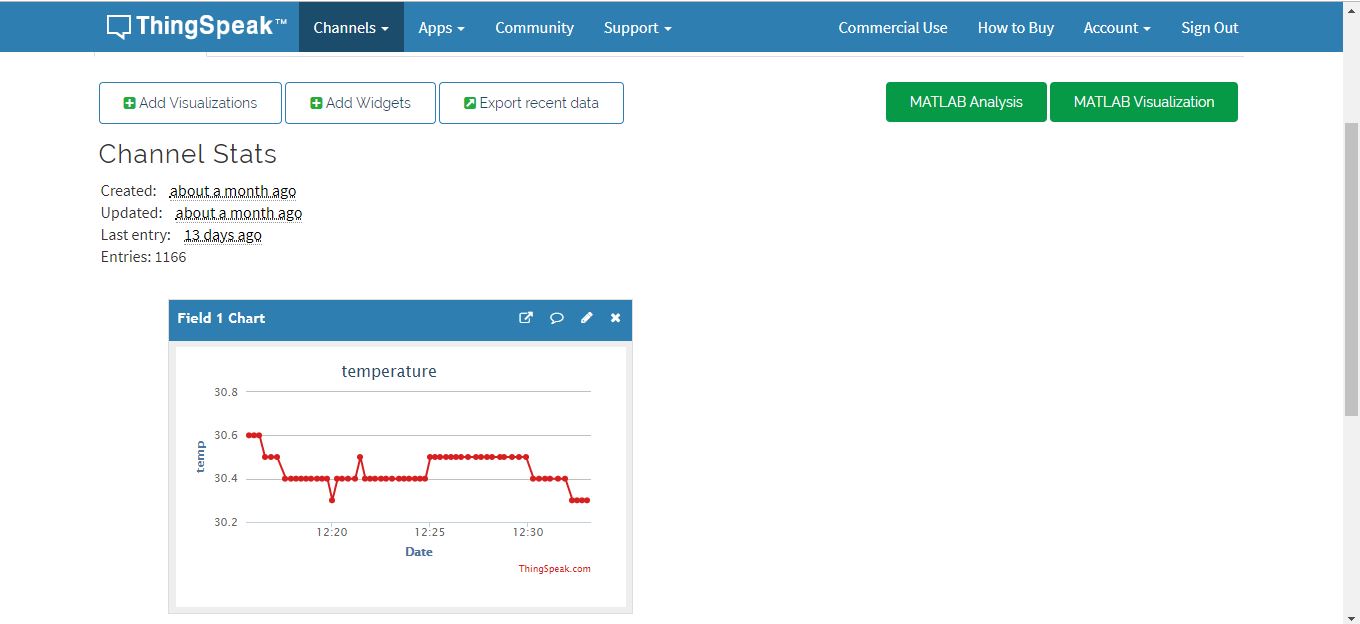 ThingSpeak™ Channels Apps Community Support Commercial Use How to Buy Account Sign Out
Add Visualizations Add Widgets Export recent data MATLAB Analysis MATLAB Visualization
Channel Stats
Created: about a month ago
Updated: about a month ago
Last entry: 13 days ago
Entries: 1166
Field 1 Chart
temperature
30.8
30.6
30.4
30.2
temp
12:20 12:25 12:30
Date
ThingSpeak.com